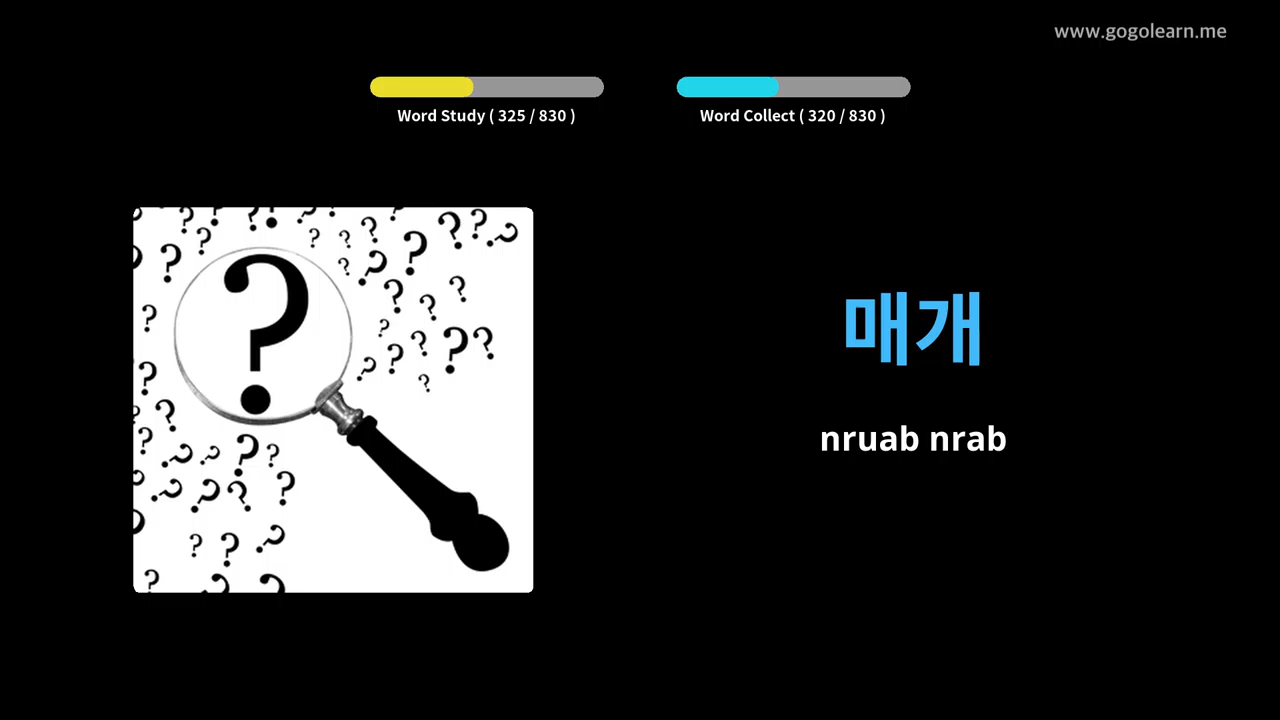 www.gogolearn.me
Word Study ( 325 / 830 )
Word Collect ( 320 / 830 )
매개
nruab nrab